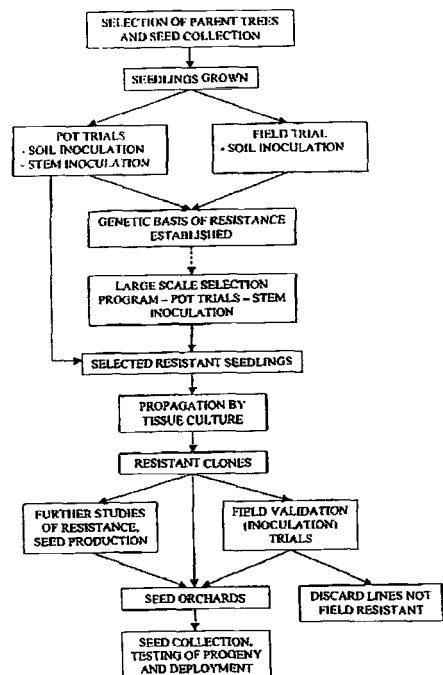 SELECTION OF PARENT TREES
AND SEED COLLECTION
SEEDLINGS GROWN
POT TRIALS
- SOIL INOCULATION
- STEM INOCULATION
FIELD TRIAL
- SOIL INOCULATION
GENETIC BASIS OF RESISTANCE
ESTABLISHED
LARGE SCALE SELECTION
PROGRAM – POT TRIALS – STEM
INOCULATION
SELECTED RESISTANT SEEDLINGS
PROPAGATION BY
TISSUE CULTURE
RESISTANT CLONES
FURTHER STUDIES
OF RESISTANCE,
SEED PRODUCTION
FIELD VALIDATION
(INOCULATION)
TRIALS
SEED ORCHARDS
DISCARD LINES NOT
FIELD RESISTANT
SEED COLLECTION,
TESTING OF PROGENY
AND DEPLOYMENT